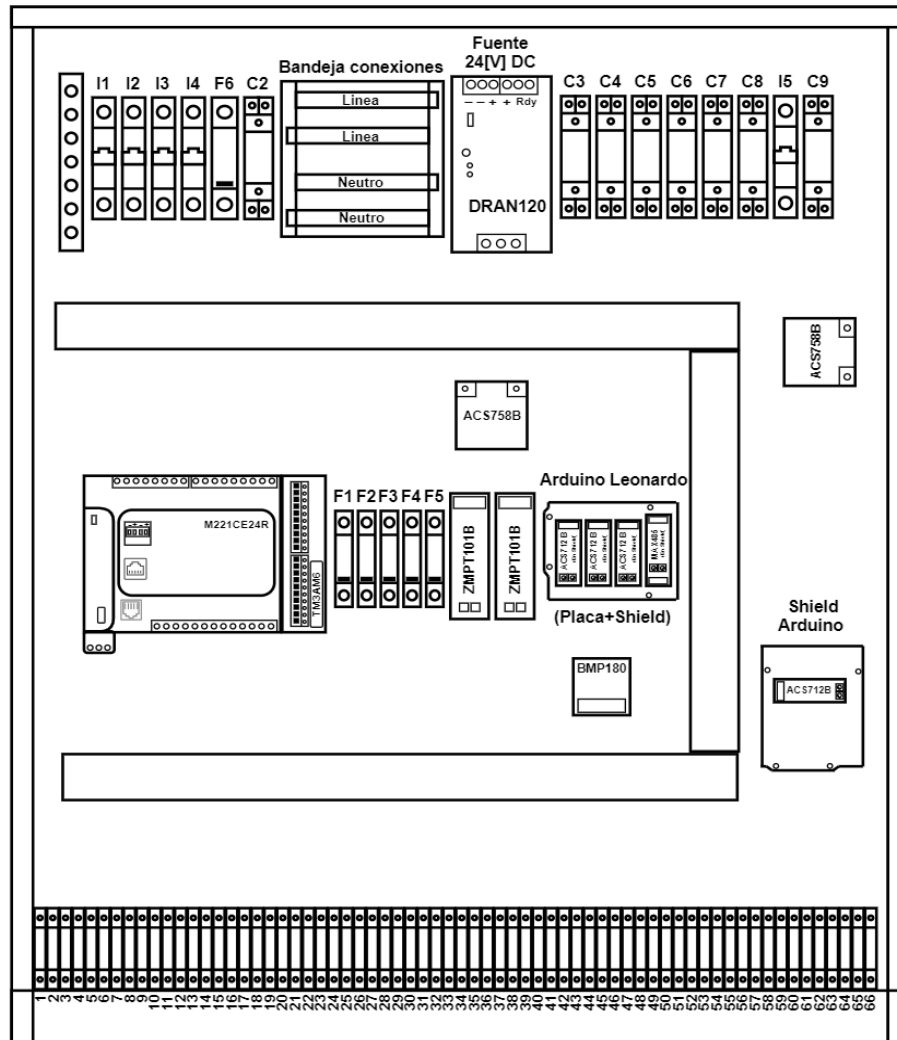 Fuente
24[V] DC
Bandeja conexiones
I1 I2 I3 I4 F6 C2
C3 C4 C5 C6 C7 C8 I5 C9
Linea
Linea
Neutro
Neutro
− − + + Rdy
DRAN120
ACS758B
ACS758B
M221CE24R
TM3AM6
F1 F2 F3 F4 F5
ZMPT101B
ZMPT101B
Arduino Leonardo
ACS712B
ACS712B
ACS712B
MAX485
(Placa+Shield)
BMP180
Shield
Arduino
ACS712B
1 2 3 4 5 6 7 8 9 10 11 12 13 14 15 16 17 18 19 20 21 22 23 24 25 26 27 28 29 30 31 32 33 34 35 36 37 38 39 40 41 42 43 44 45 46 47 48 49 50 51 52 53 54 55 56 57 58 59 60 61 62 63 64 65 66